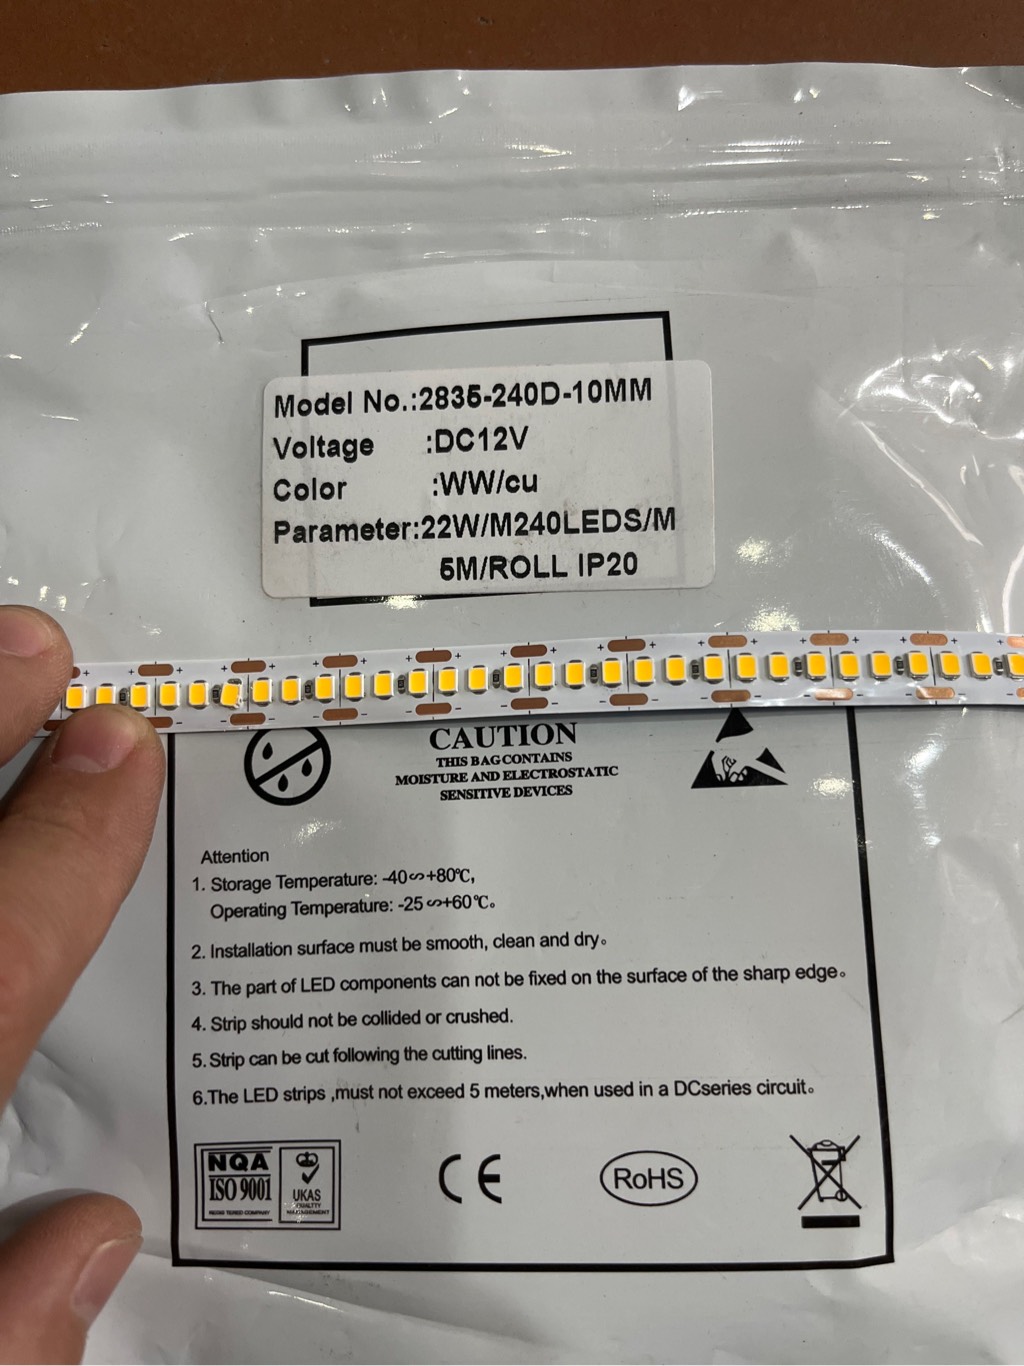 Model No.:2835-240D-10MM
Voltage :DC12V
Color :WW/cu
Parameter:22W/M240LEDS/M
5M/ROLL IP20
CAUTION
THIS BAG CONTAINS
MOISTURE AND ELECTROSTATIC
SENSITIVE DEVICES
Attention
1. Storage Temperature: -40∽+80℃,
Operating Temperature: -25∽+60℃。
2. Installation surface must be smooth, clean and dry。
3. The part of LED components can not be fixed on the surface of the sharp edge。
4. Strip should not be collided or crushed.
5. Strip can be cut following the cutting lines.
6.The LED strips ,must not exceed 5 meters,when used in a DCseries circuit。
NQA
ISO 9001
UKAS
QUALITY
MANAGEMENT
CE
RoHS